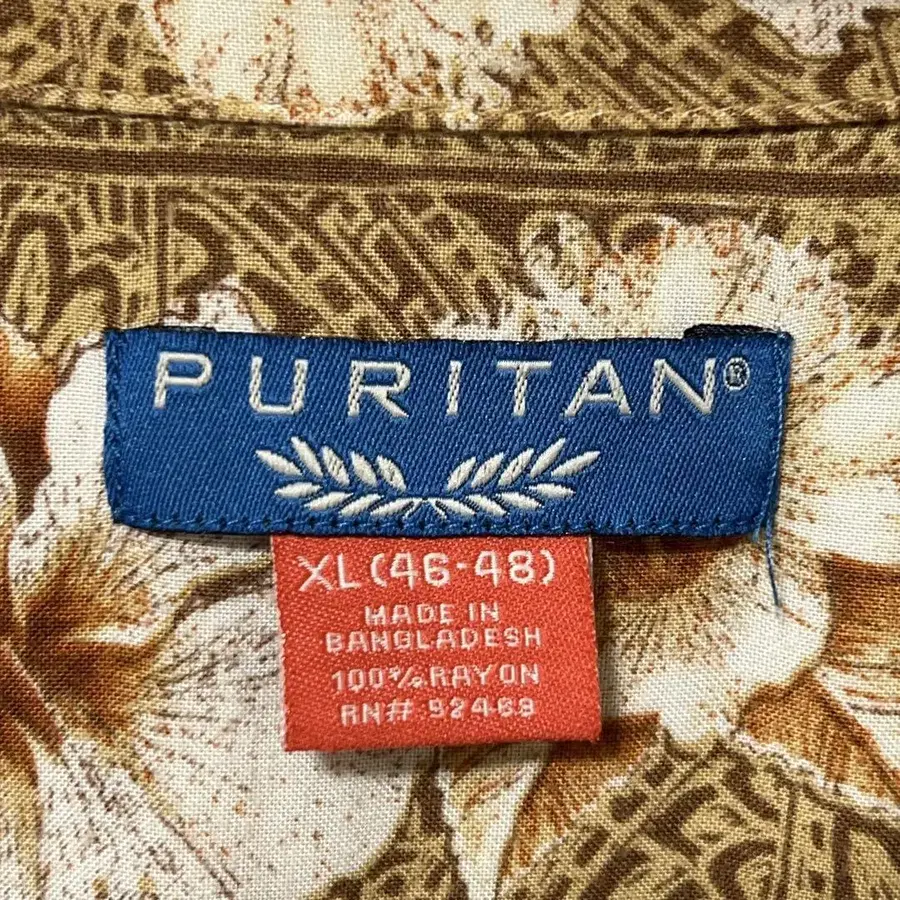 PURITAN®
XL (46-48)
MADE IN
BANGLADESH
100% RAYON
RN# 92469